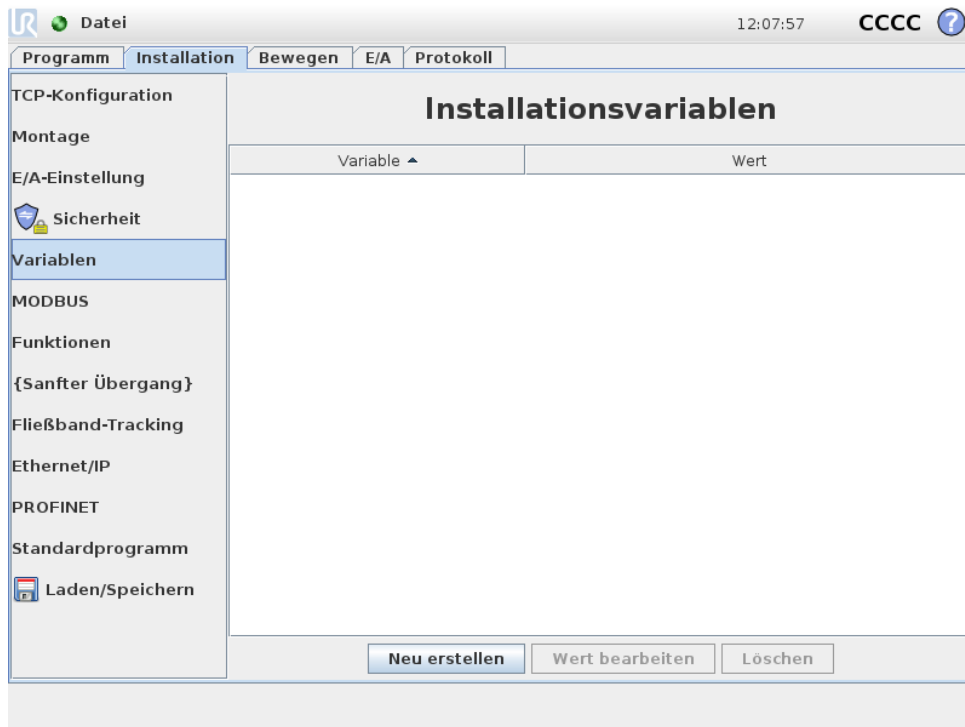 UR Datei 12:07:57 CCCC ?
Programm Installation Bewegen E/A Protokoll
TCP-Konfiguration
Montage
E/A-Einstellung
Sicherheit
Variablen
MODBUS
Funktionen
{Sanfter Übergang}
Fließband-Tracking
Ethernet/IP
PROFINET
Standardprogramm
Laden/Speichern
Installationsvariablen
Variable Wert
Neu erstellen Wert bearbeiten Löschen